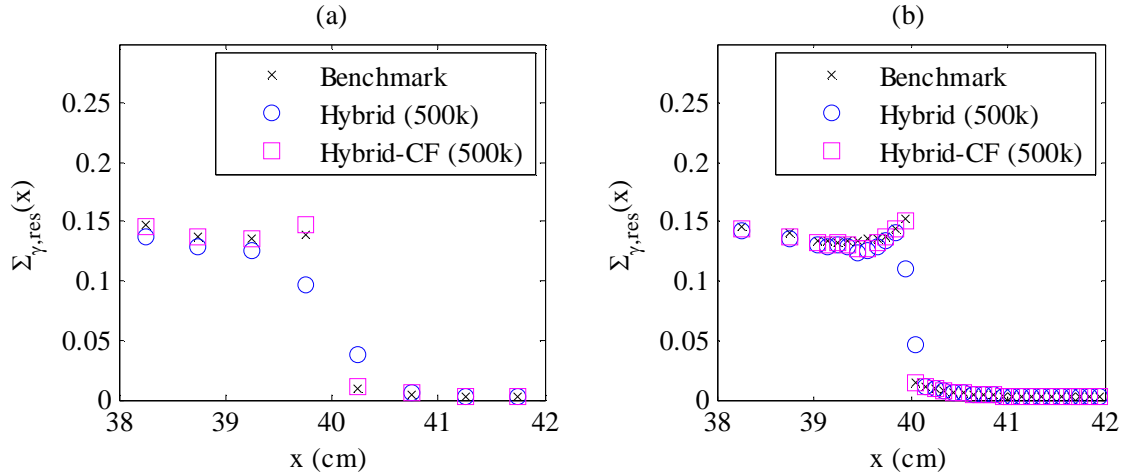 (a)
Benchmark
Hybrid (500k)
Hybrid-CF (500k)
0.25
0.2
0.15
0.1
0.05
0
38 39 40 41 42
x (cm)
Σγ,res(x)
(b)
Benchmark
Hybrid (500k)
Hybrid-CF (500k)
0.25
0.2
0.15
0.1
0.05
0
38 39 40 41 42
x (cm)
Σγ,res(x)